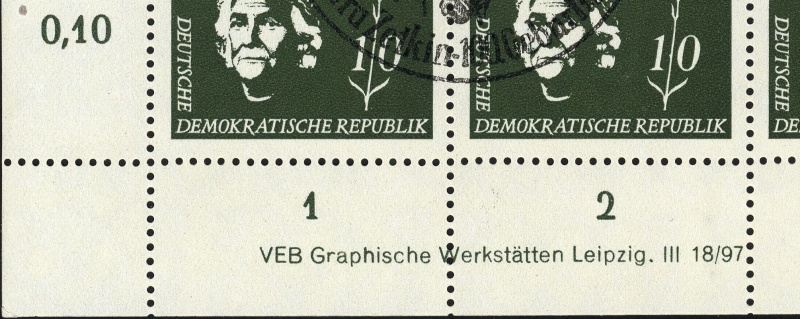 0,10
DEUTSCHE
10
DEMOKRATISCHE REPUBLIK
DEUTSCHE
10
DEMOKRATISCHE REPUBLIK
DE
1
2
VEB Graphische Werkstätten Leipzig. III 18/97